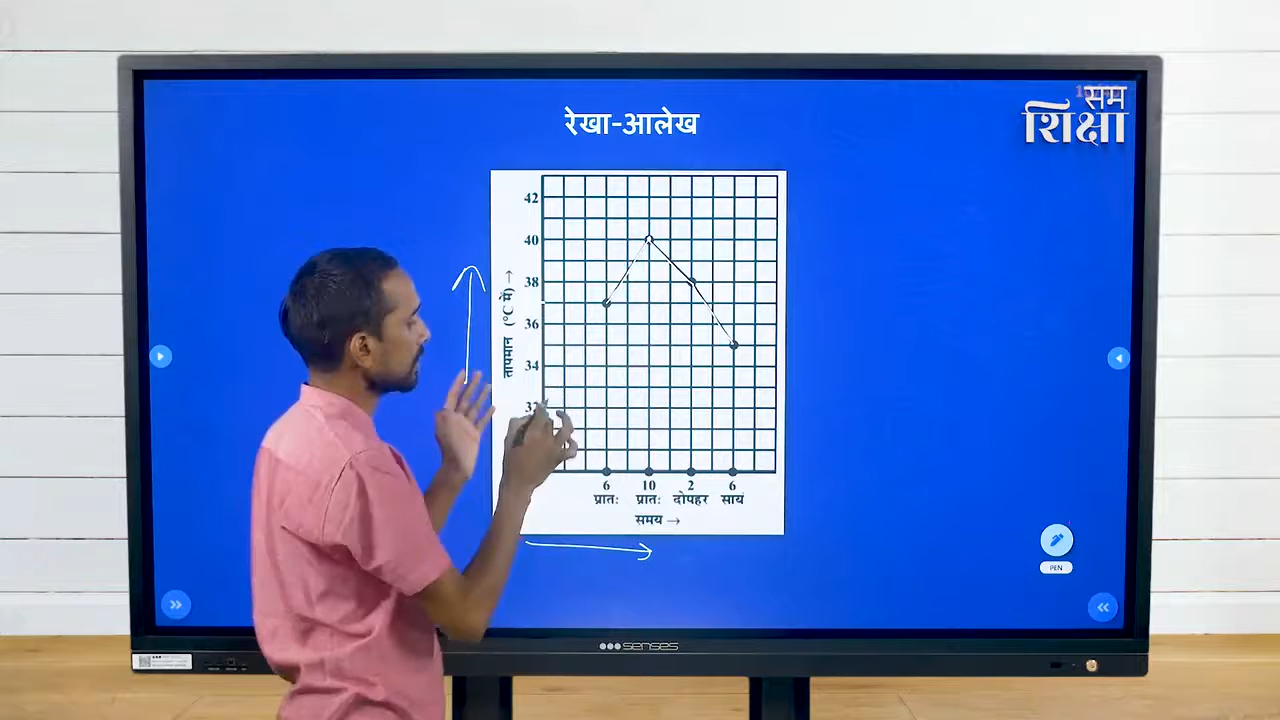 सम
शिक्षा
रेखा-आलेख
42
40
38
36
34
तापमान (°C में) →
6 10 2 6
प्रातः प्रातः दोपहर सायं
समय →
PEN
senses